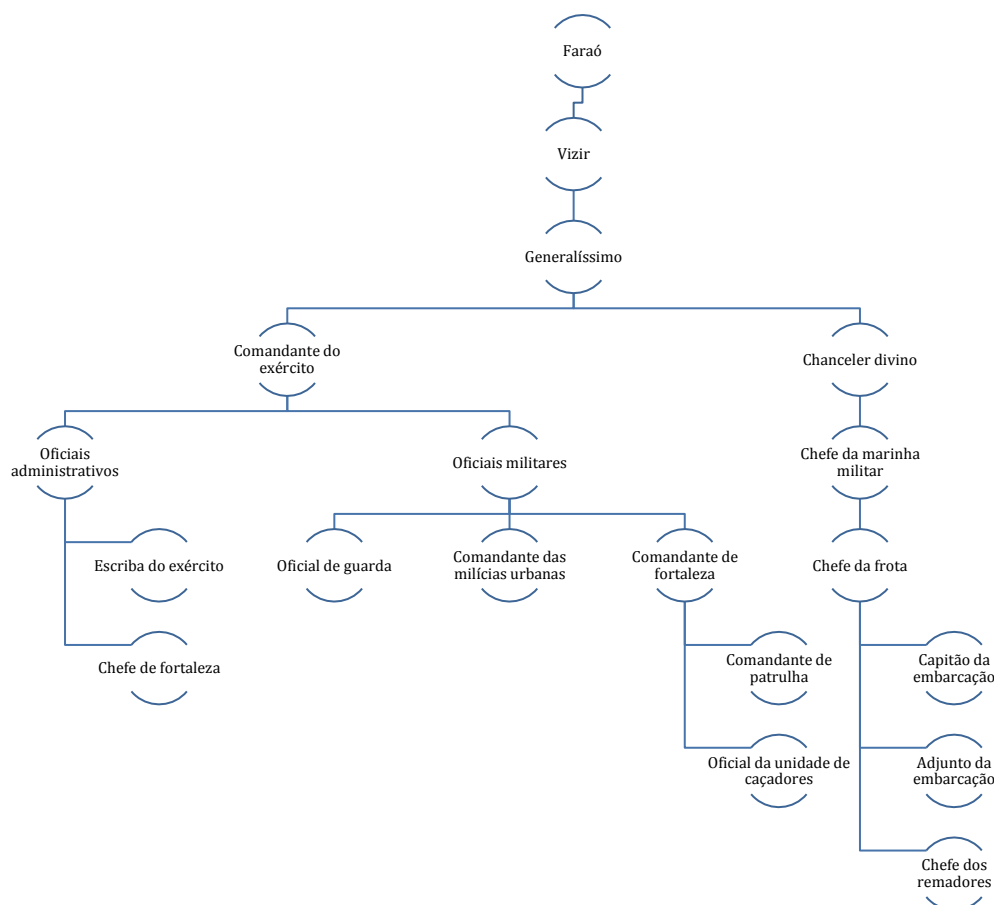 Faraó
Vizir
Generalíssimo
Comandante do
exército
Chanceler divino
Oficiais
administrativos
Oficiais militares
Chefe da marinha
militar
Escriba do exército
Oficial de guarda
Comandante das
milícias urbanas
Comandante de
fortaleza
Chefe da frota
Chefe de fortaleza
Comandante de
patrulha
Capitão da
embarcação
Oficial da unidade de
caçadores
Adjunto da
embarcação
Chefe dos
remadores